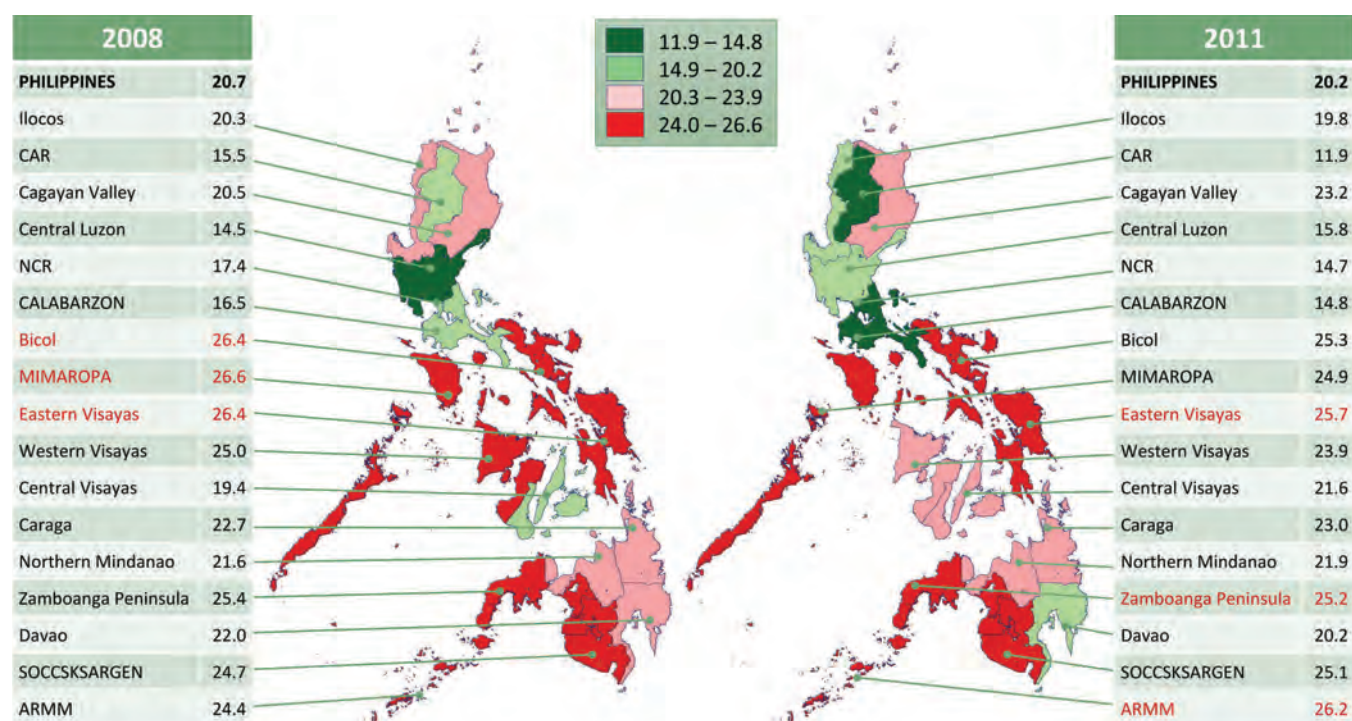 2008
PHILIPPINES 20.7
Ilocos 20.3
CAR 15.5
Cagayan Valley 20.5
Central Luzon 14.5
NCR 17.4
CALABARZON 16.5
Bicol 26.4
MIMAROPA 26.6
Eastern Visayas 26.4
Western Visayas 25.0
Central Visayas 19.4
Caraga 22.7
Northern Mindanao 21.6
Zamboanga Peninsula 25.4
Davao 22.0
SOCCSKSARGEN 24.7
ARMM 24.4
11.9 – 14.8
14.9 – 20.2
20.3 – 23.9
24.0 – 26.6
2011
PHILIPPINES 20.2
Ilocos 19.8
CAR 11.9
Cagayan Valley 23.2
Central Luzon 15.8
NCR 14.7
CALABARZON 14.8
Bicol 25.3
MIMAROPA 24.9
Eastern Visayas 25.7
Western Visayas 23.9
Central Visayas 21.6
Caraga 23.0
Northern Mindanao 21.9
Zamboanga Peninsula 25.2
Davao 20.2
SOCCSKSARGEN 25.1
ARMM 26.2